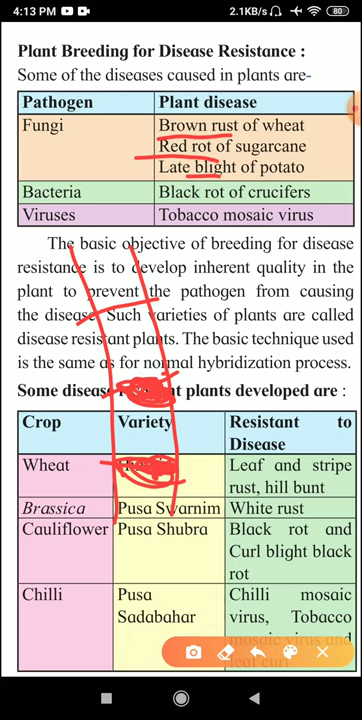 4:13 PM
2.1KB/s
80
Plant Breeding for Disease Resistance :
Some of the diseases caused in plants are-
Pathogen Plant disease
Fungi Brown rust of wheat
Red rot of sugarcane
Late blight of potato
Bacteria Black rot of crucifers
Viruses Tobacco mosaic virus
The basic objective of breeding for disease
resistance is to develop inherent quality in the
plant to prevent the pathogen from causing
the disease. Such varieties of plants are called
disease resistant plants. The basic technique used
is the same as for normal hybridization process.
Some disease plants developed are :
Crop Variety Resistant to
Disease
Wheat Leaf and stripe
rust, hill bunt
Brassica Pusa Swarnim White rust
Cauliflower Pusa Shubra Black rot and
Curl blight black
rot
Chilli Pusa Chilli mosaic
Sadabahar virus, Tobacco
mosaic virus and
leaf curl